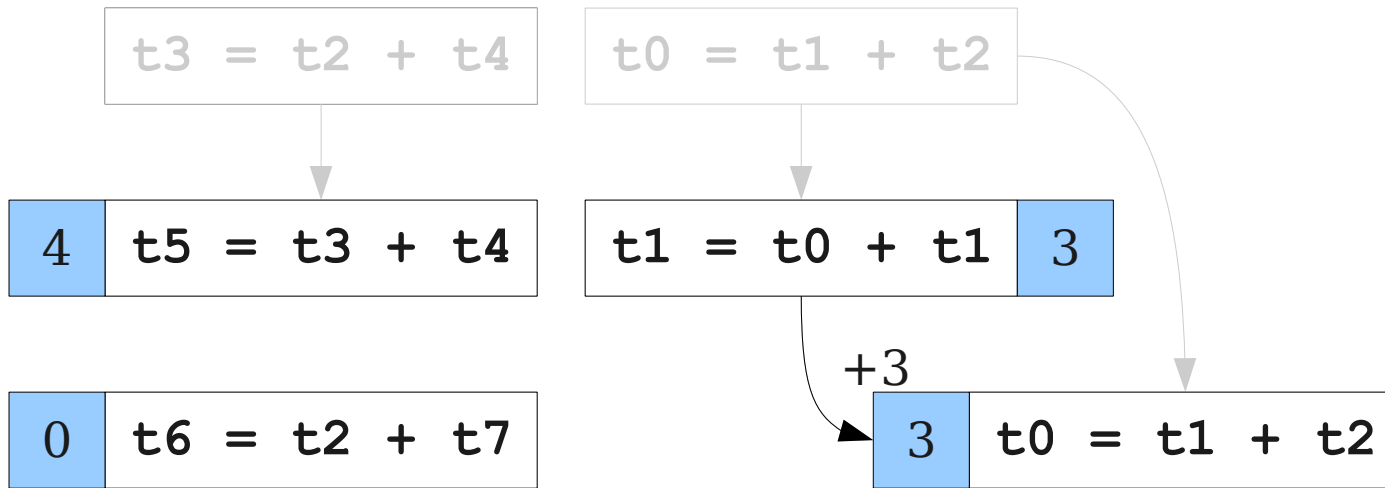 t3 = t2 + t4
t0 = t1 + t2
4 t5 = t3 + t4
t1 = t0 + t1 3
+3
0 t6 = t2 + t7
3 t0 = t1 + t2